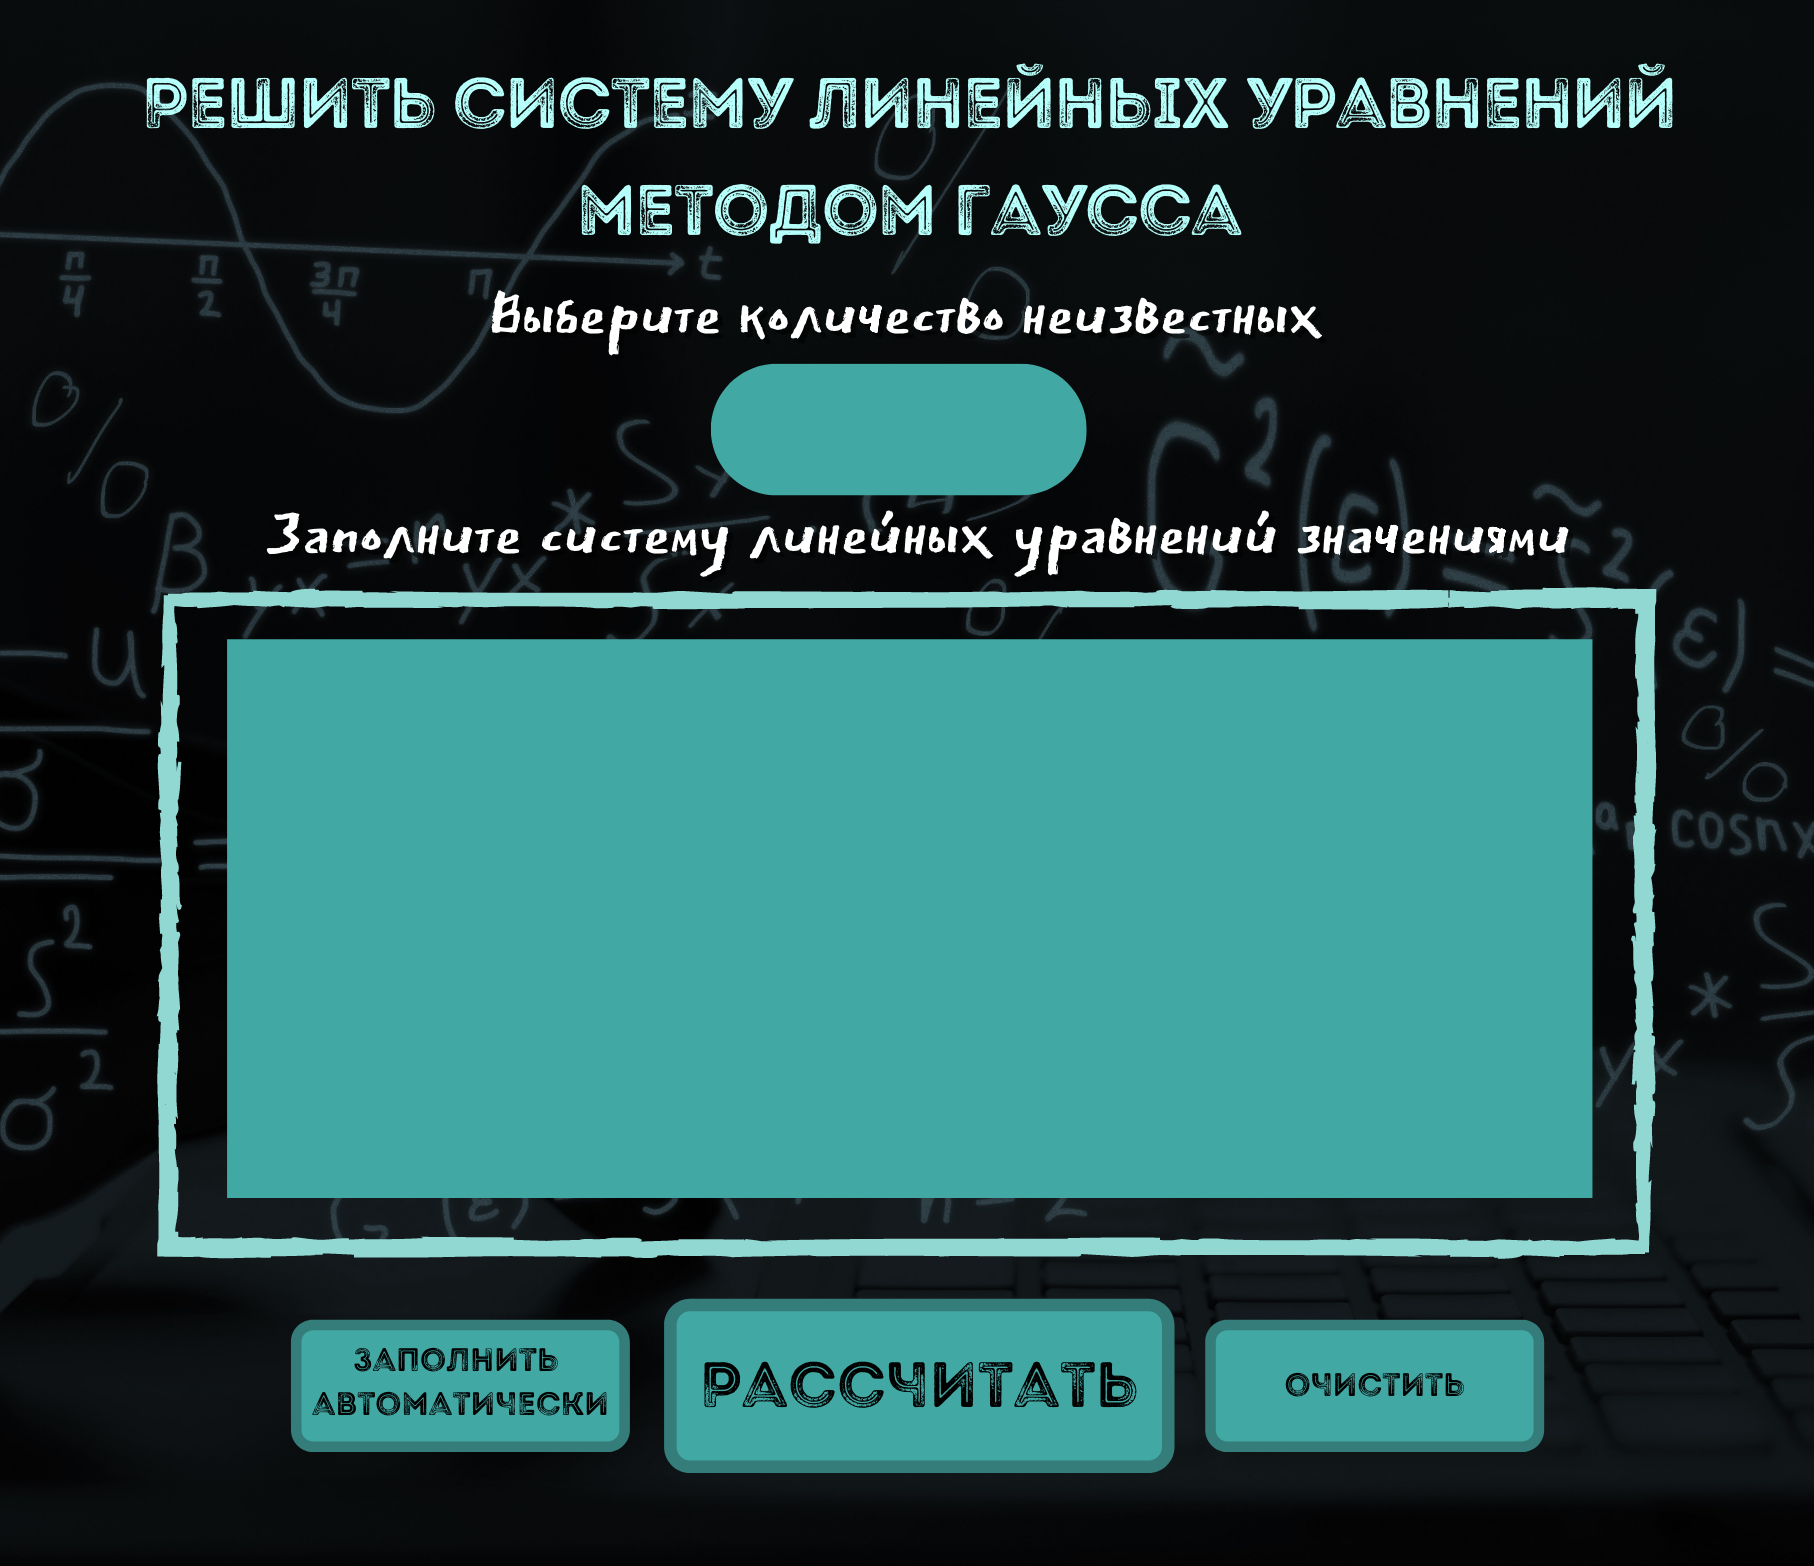 РЕШИТЬ СИСТЕМУ ЛИНЕЙНЫХ УРАВНЕНИЙ
МЕТОДОМ ГАУССА
Выберите количество неизвестных
Заполните систему линейных уравнений значениями
ЗАПОЛНИТЬ
АВТОМАТИЧЕСКИ
РАССЧИТАТЬ
ОЧИСТИТЬ